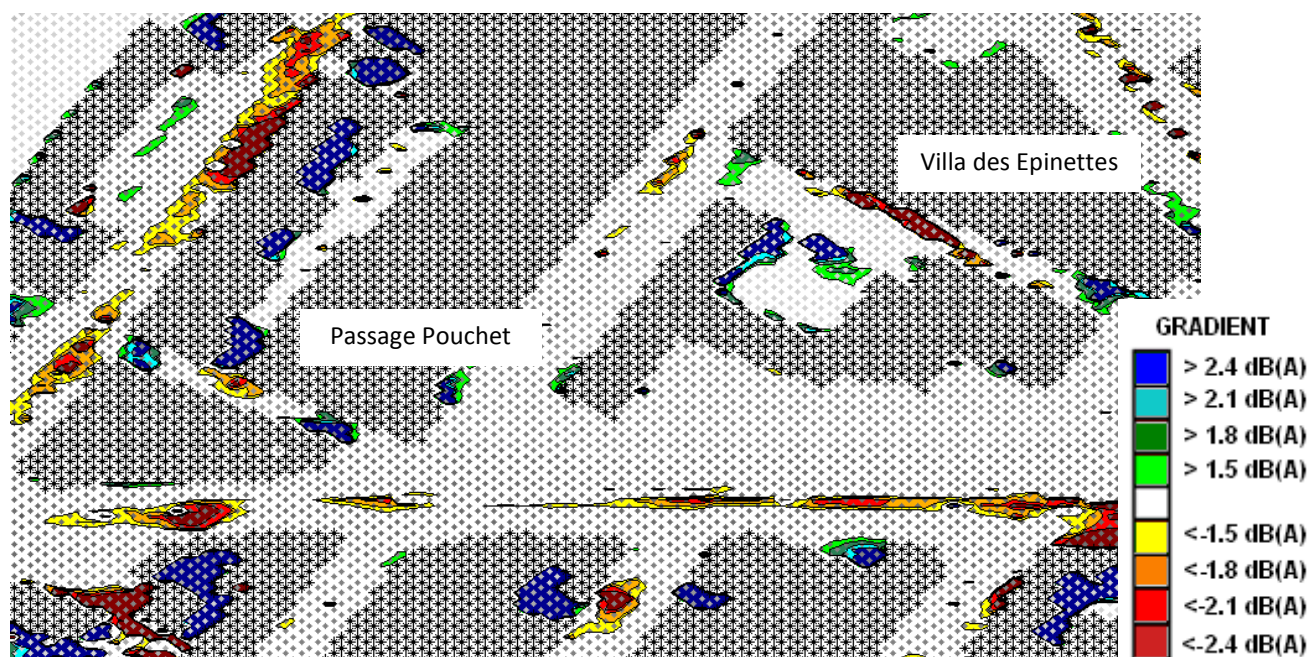 Villa des Epinettes
Passage Pouchet
GRADIENT
> 2.4 dB(A)
> 2.1 dB(A)
> 1.8 dB(A)
> 1.5 dB(A)
<-1.5 dB(A)
<-1.8 dB(A)
<-2.1 dB(A)
<-2.4 dB(A)